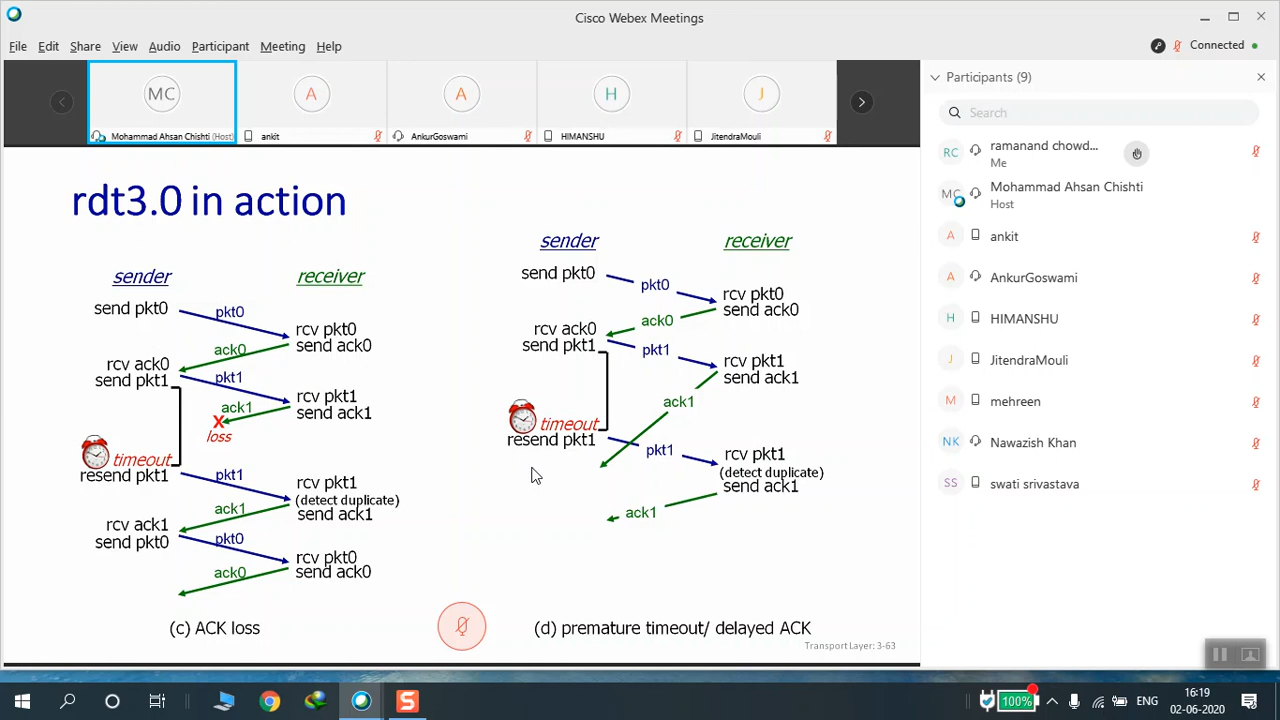 Cisco Webex Meetings
File Edit Share View Audio Participant Meeting Help
Connected
MC
A
A
H
J
Mohammad Ahsan Chishti (Host)
ankit
AnkurGoswami
HIMANSHU
JitendraMouli
Participants (9)
Search
RC
ramanand chowd...
Me
MC
Mohammad Ahsan Chishti
Host
A
ankit
A
AnkurGoswami
H
HIMANSHU
J
JitendraMouli
M
mehreen
NK
Nawazish Khan
SS
swati srivastava
rdt3.0 in action
sender
receiver
send pkt0
pkt0
rcv pkt0
send ack0
ack0
rcv ack0
send pkt1
pkt1
rcv pkt1
send ack1
ack1
X
loss
timeout
resend pkt1
pkt1
rcv pkt1
(detect duplicate)
send ack1
ack1
rcv ack1
send pkt0
pkt0
rcv pkt0
send ack0
ack0
(c) ACK loss
sender
receiver
send pkt0
pkt0
rcv pkt0
send ack0
ack0
rcv ack0
send pkt1
pkt1
rcv pkt1
send ack1
ack1
timeout
resend pkt1
pkt1
rcv pkt1
(detect duplicate)
send ack1
ack1
(d) premature timeout/ delayed ACK
Transport Layer: 3-63
S
100%
ENG
16:19
02-06-2020